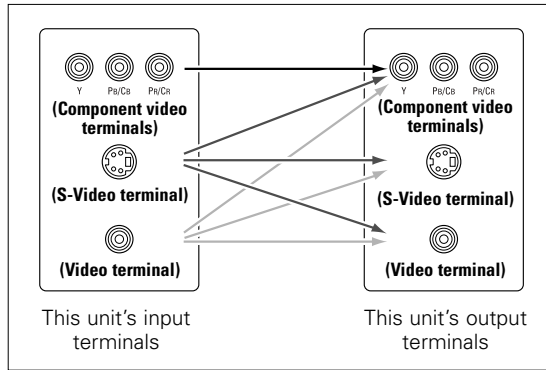 Y PB/CB PR/CR
(Component video
terminals)
(S-Video terminal)
(Video terminal)
This unit's input
terminals
Y PB/CB PR/CR
(Component video
terminals)
(S-Video terminal)
(Video terminal)
This unit's output
terminals